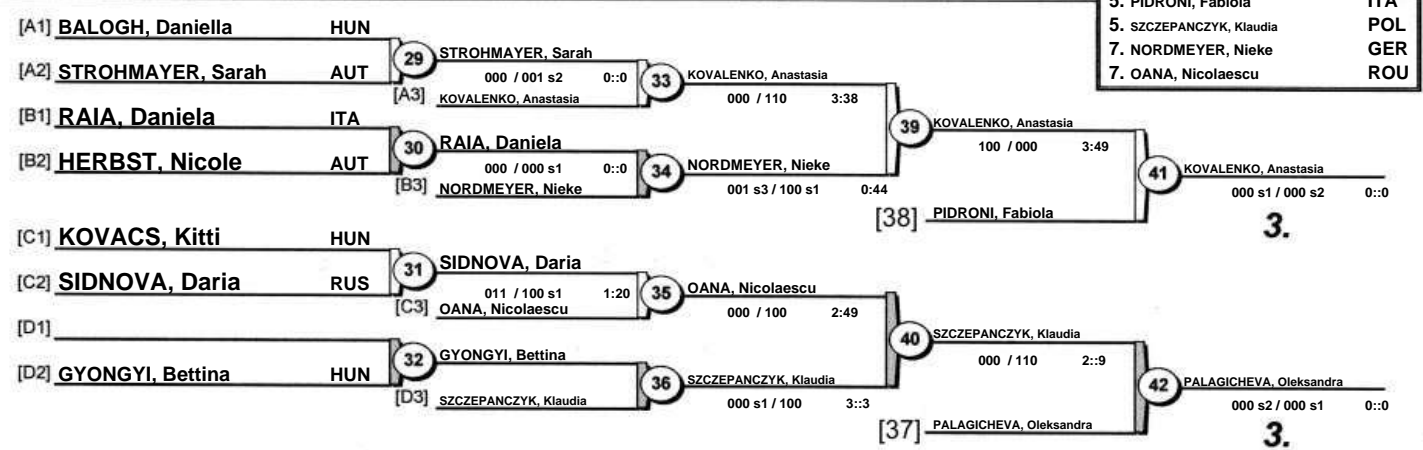 5. PIDRONI, Fabiola ITA
5. SZCZEPANCZYK, Klaudia POL
7. NORDMEYER, Nieke GER
7. OANA, Nicolaescu ROU
[A1] BALOGH, Daniella HUN
29
STROHMAYER, Sarah
[A2] STROHMAYER, Sarah AUT
000 / 001 s2 0::0
[A3] KOVALENKO, Anastasia
33
KOVALENKO, Anastasia
000 / 110 3:38
[B1] RAIA, Daniela ITA
30
RAIA, Daniela
[B2] HERBST, Nicole AUT
000 / 000 s1 0::0
[B3] NORDMEYER, Nieke
34
NORDMEYER, Nieke
001 s3 / 100 s1 0:44
39
KOVALENKO, Anastasia
100 / 000 3:49
[38] PIDRONI, Fabiola
41
KOVALENKO, Anastasia
000 s1 / 000 s2 0::0
3.
[C1] KOVACS, Kitti HUN
31
SIDNOVA, Daria
[C2] SIDNOVA, Daria RUS
011 / 100 s1 1:20
[C3] OANA, Nicolaescu
35
OANA, Nicolaescu
000 / 100 2:49
[D1]
32
GYONGYI, Bettina
[D2] GYONGYI, Bettina HUN
[D3] SZCZEPANCZYK, Klaudia
36
SZCZEPANCZYK, Klaudia
000 s1 / 100 3::3
40
SZCZEPANCZYK, Klaudia
000 / 110 2::9
[37] PALAGICHEVA, Oleksandra
42
PALAGICHEVA, Oleksandra
000 s2 / 000 s1 0::0
3.